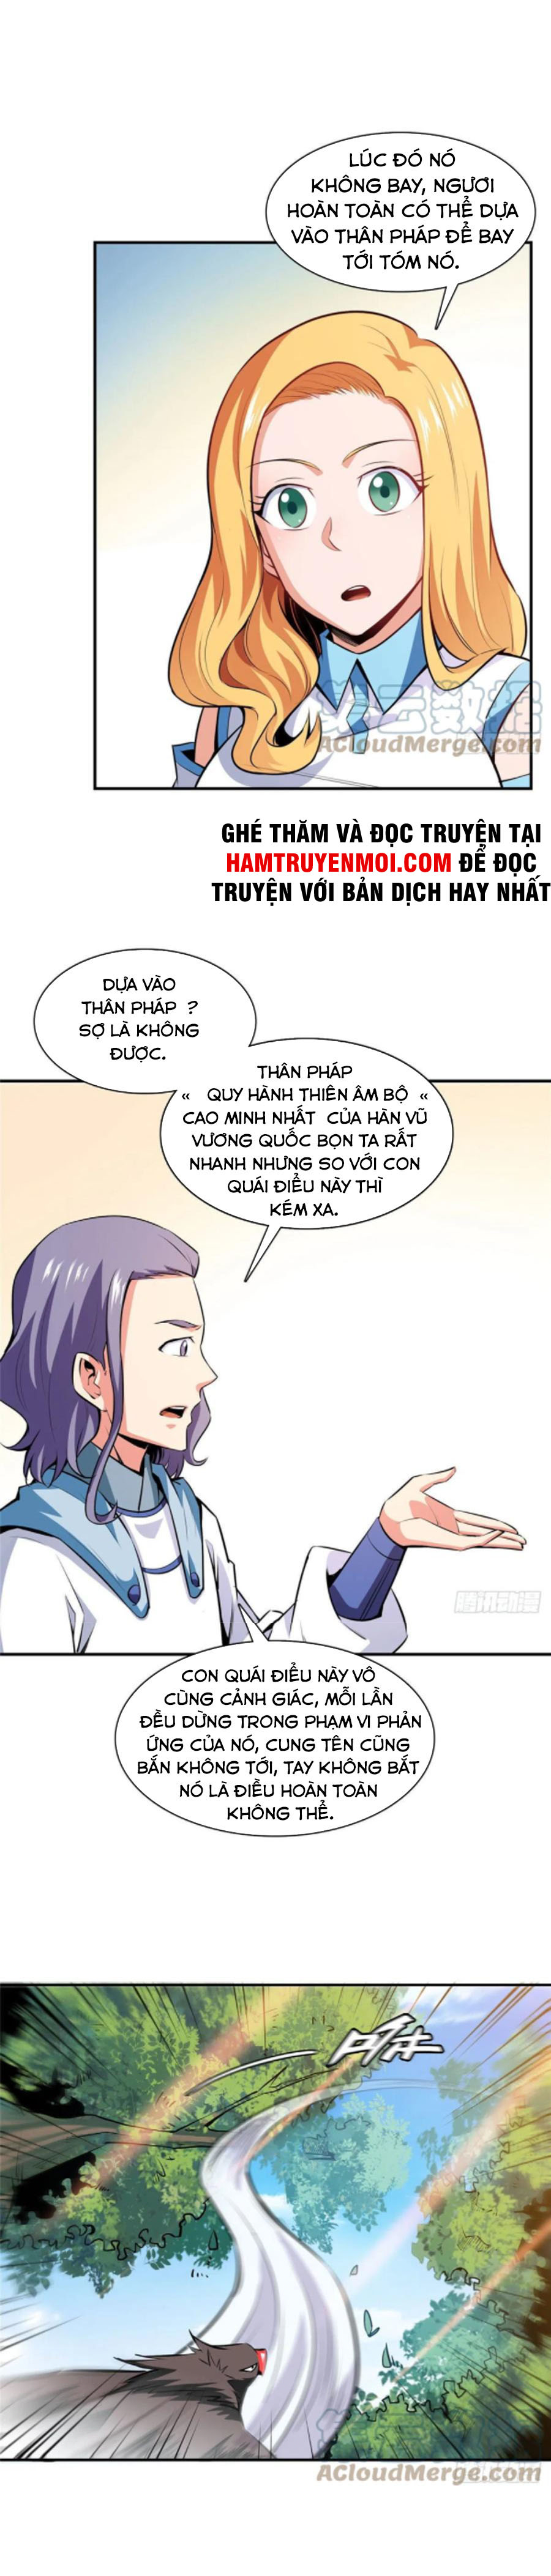 LÚC ĐÓ NÓ
KHÔNG BAY, NGƯƠI
HOÀN TOÀN CÓ THỂ DỰA
VÀO THÂN PHÁP ĐỂ BAY
TỚI TÓM NÓ.
AcloudMerge.com
GHÉ THĂM VÀ ĐỌC TRUYỆN TẠI
HAMTRUYENMOI.COM ĐỂ ĐỌC
TRUYỆN VỚI BẢN DỊCH HAY NHẤT
DỰA VÀO
THÂN PHÁP ?
SỢ LÀ KHÔNG
ĐƯỢC.
THÂN PHÁP
« QUY HÀNH THIÊN ÂM BỘ «
CAO MINH NHẤT CỦA HÀN VŨ
VƯƠNG QUỐC BỌN TA RẤT
NHANH NHƯNG SO VỚI CON
QUÁI ĐIỂU NÀY THÌ
KÉM XA.
腾讯动漫
CON QUÁI ĐIỂU NÀY VÔ
CÙNG CẢNH GIÁC, MỖI LẦN
ĐỀU DỪNG TRONG PHẠM VI PHẢN
ỨNG CỦA NÓ, CUNG TÊN CŨNG
BẮN KHÔNG TỚI, TAY KHÔNG BẮT
NÓ LÀ ĐIỀU HOÀN TOÀN
KHÔNG THỂ.
AcloudMerge.com